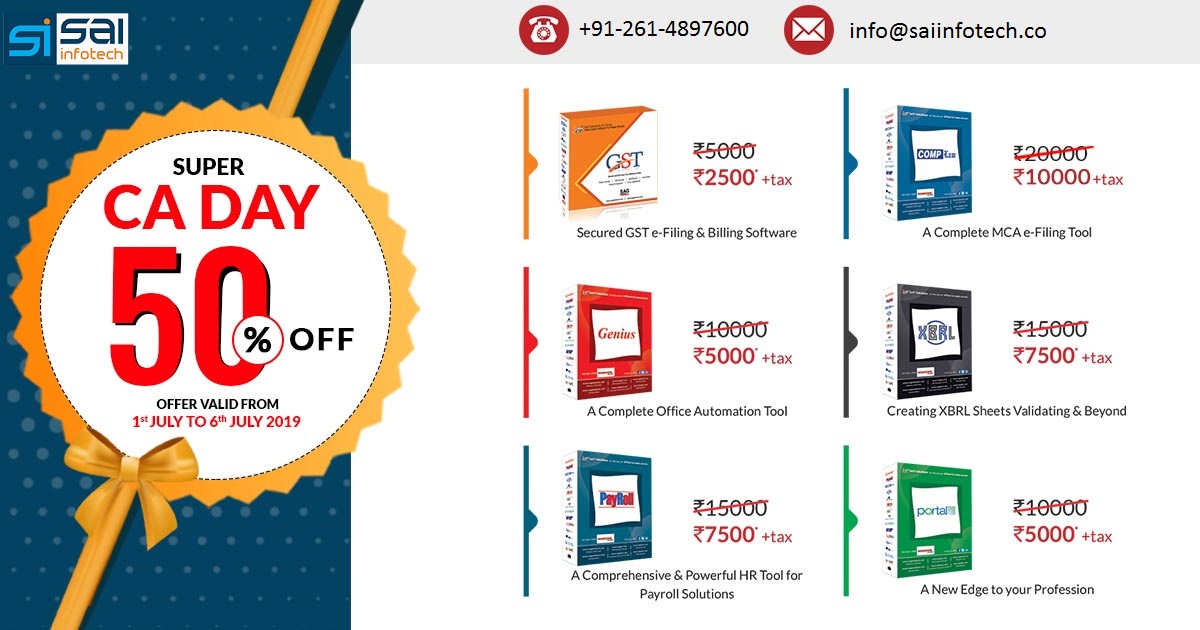 Si SAI
infotech
+91-261-4897600
info@saiinfotech.co
SUPER
CA DAY
50% OFF
OFFER VALID FROM
1st JULY TO 6th JULY 2019
GST
SAG
₹5000
₹2500* +tax
Secured GST e-Filing & Billing Software
COMP
₹20000
₹10000 +tax
A Complete MCA e-Filing Tool
Genius
₹10000
₹5000* +tax
A Complete Office Automation Tool
XBRL
₹15000
₹7500* +tax
Creating XBRL Sheets Validating & Beyond
PayRoll
₹15000
₹7500* +tax
A Comprehensive & Powerful HR Tool for
Payroll Solutions
portal
₹10000
₹5000* +tax
A New Edge to your Profession